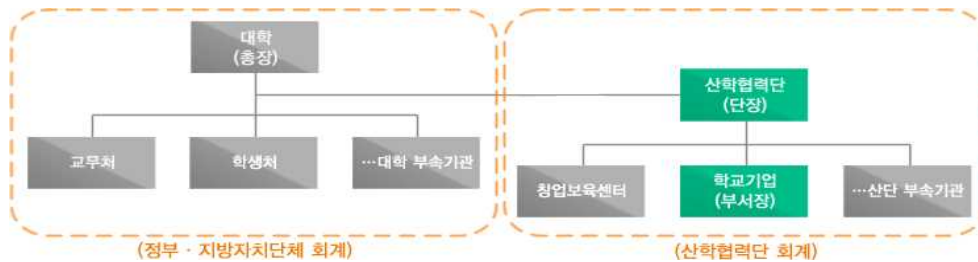 대학
(총장)
산학협력단
(단장)
교무처
학생처
…대학 부속기관
창업보육센터
학교기업
(부서장)
…산단 부속기관
(정부 · 지방자치단체 회계)
(산학협력단 회계)